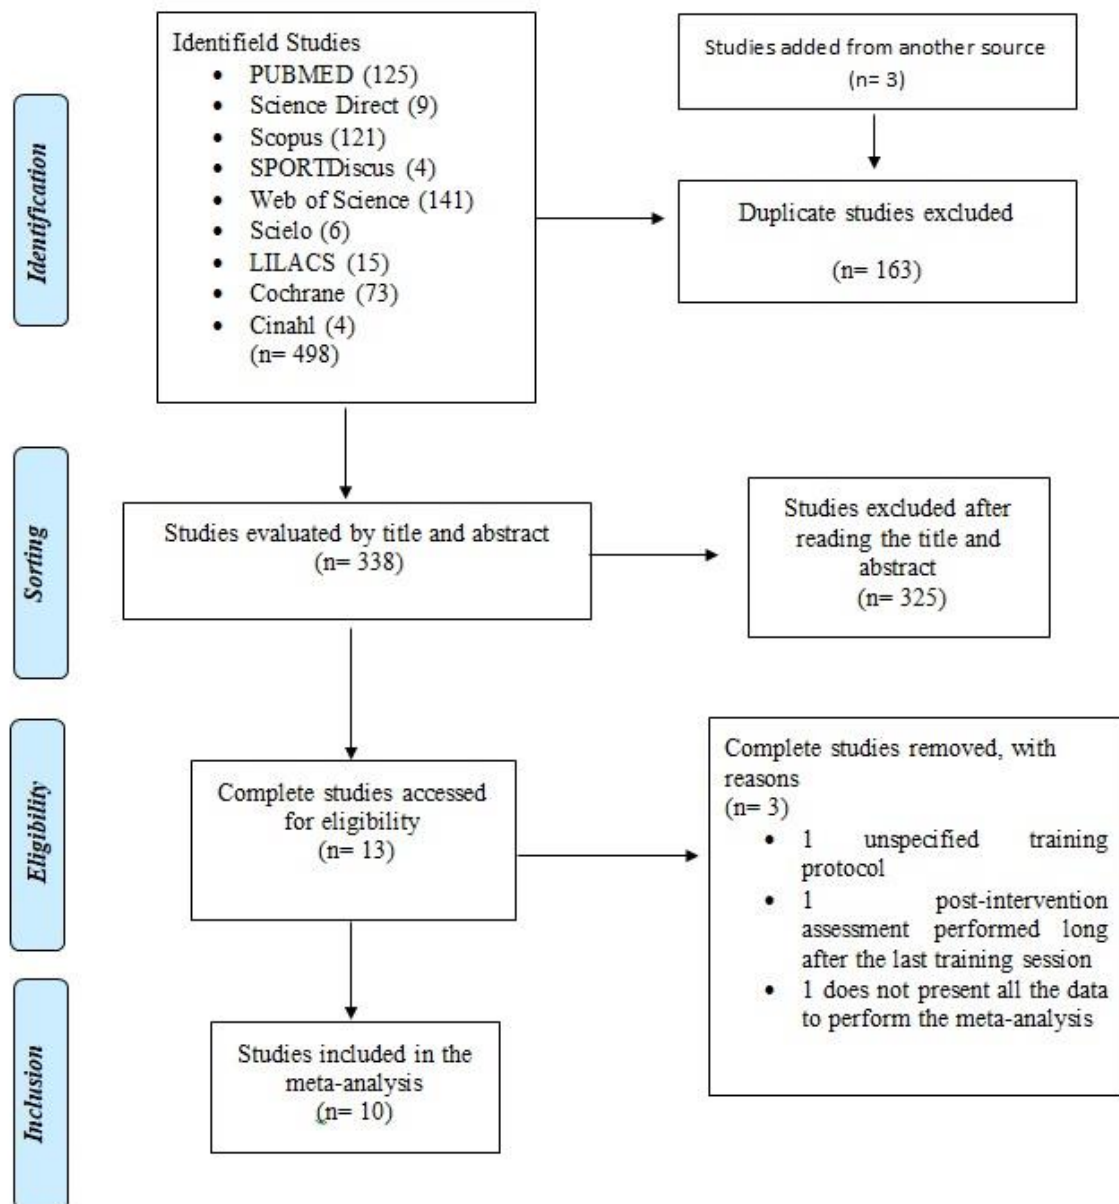 Identifield Studies
• PUBMED (125)
• Science Direct (9)
• Scopus (121)
• SPORTDiscus (4)
• Web of Science (141)
• Scielo (6)
• LILACS (15)
• Cochrane (73)
• Cinahl (4)
(n= 498)
Studies added from another source
(n= 3)
Duplicate studies excluded
(n= 163)
Identification
Studies evaluated by title and abstract
(n= 338)
Studies excluded after
reading the title and
abstract
(n= 325)
Sorting
Complete studies accessed
for eligibility
(n= 13)
Complete studies removed, with
reasons
(n= 3)
• 1 unspecified training
protocol
• 1 post-intervention
assessment performed long
after the last training session
• 1 does not present all the data
to perform the meta-analysis
Eligibility
Studies included in the
meta-analysis
(n= 10)
Inclusion